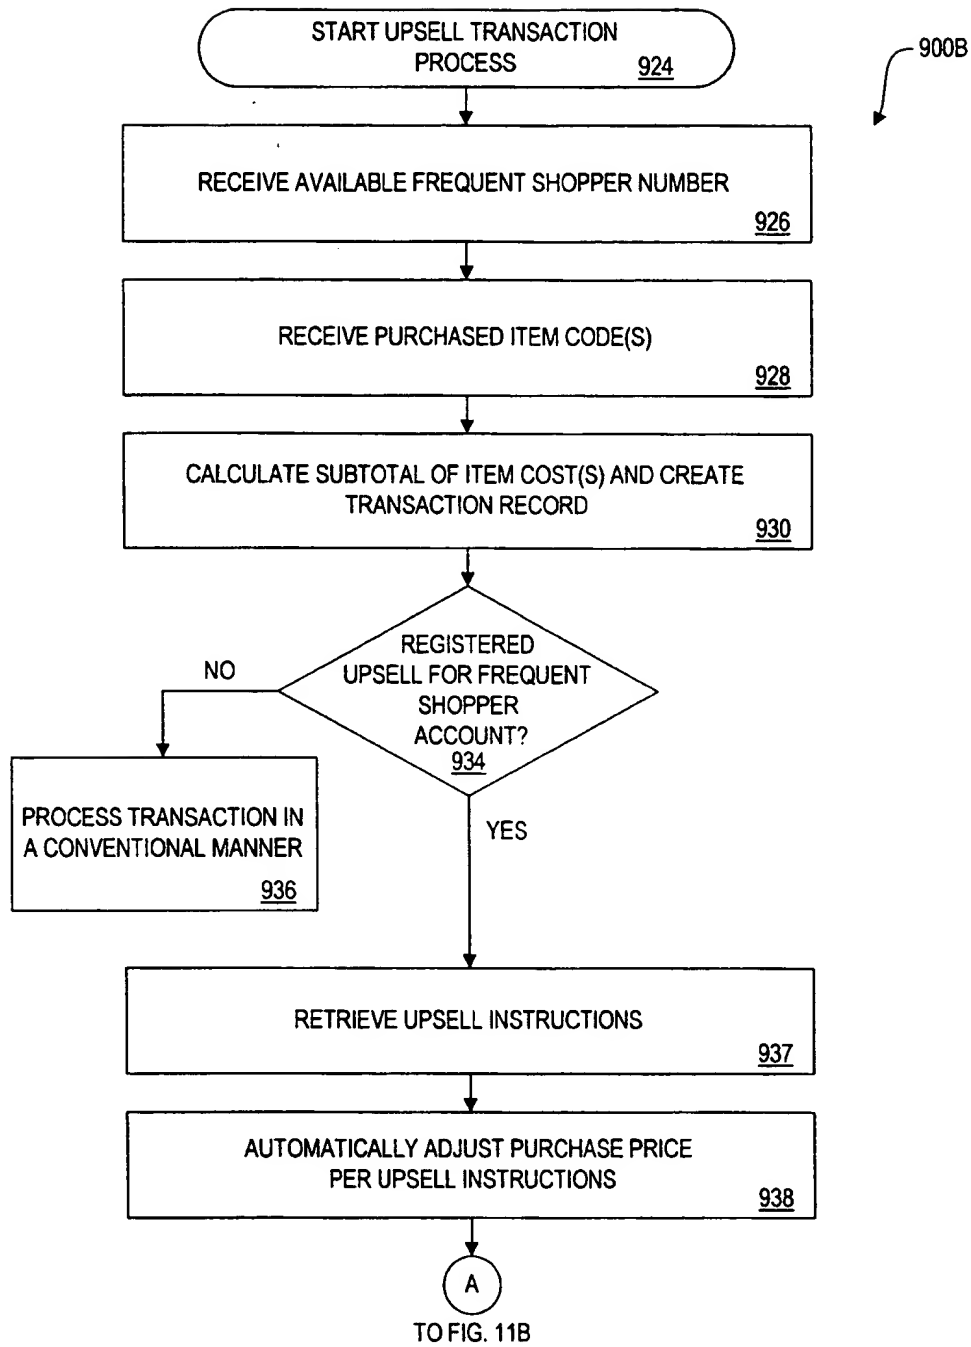 START UPSELL TRANSACTION
PROCESS 924
900B
RECEIVE AVAILABLE FREQUENT SHOPPER NUMBER
926
RECEIVE PURCHASED ITEM CODE(S)
928
CALCULATE SUBTOTAL OF ITEM COST(S) AND CREATE
TRANSACTION RECORD
930
REGISTERED
UPSELL FOR FREQUENT
SHOPPER
ACCOUNT?
934
NO
PROCESS TRANSACTION IN
A CONVENTIONAL MANNER
936
YES
RETRIEVE UPSELL INSTRUCTIONS
937
AUTOMATICALLY ADJUST PURCHASE PRICE
PER UPSELL INSTRUCTIONS
938
A
TO FIG. 11B